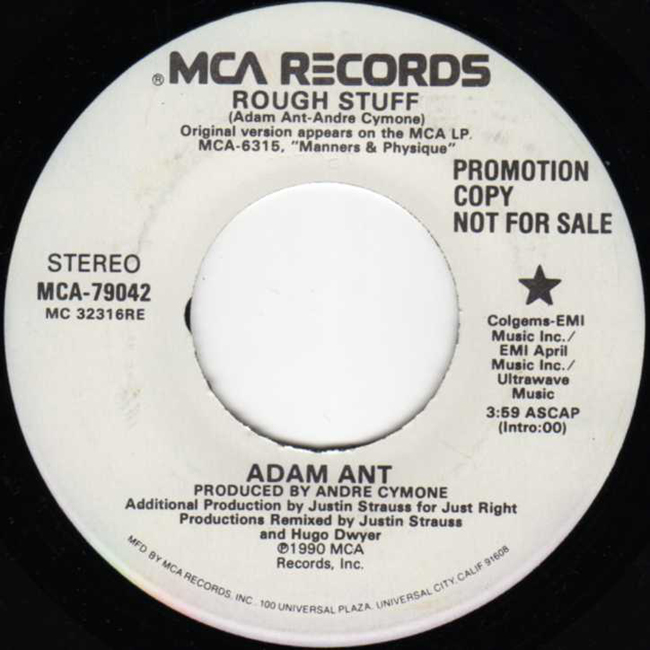 ® MCA RECORDS
ROUGH STUFF
(Adam Ant-Andre Cymone)
Original version appears on the MCA LP.
MCA-6315, "Manners & Physique"
PROMOTION
COPY
NOT FOR SALE
STEREO
MCA-79042
MC 32316RE
★
Colgems-EMI
Music Inc./
EMI April
Music Inc./
Ultrawave
Music
3:59 ASCAP
(Intro:00)
ADAM ANT
PRODUCED BY ANDRE CYMONE
Additional Production by Justin Strauss for Just Right
Productions Remixed by Justin Strauss
and Hugo Dwyer
℗1990 MCA
Records, Inc.
MFD. BY MCA RECORDS, INC. 100 UNIVERSAL PLAZA, UNIVERSAL CITY, CALIF 91608